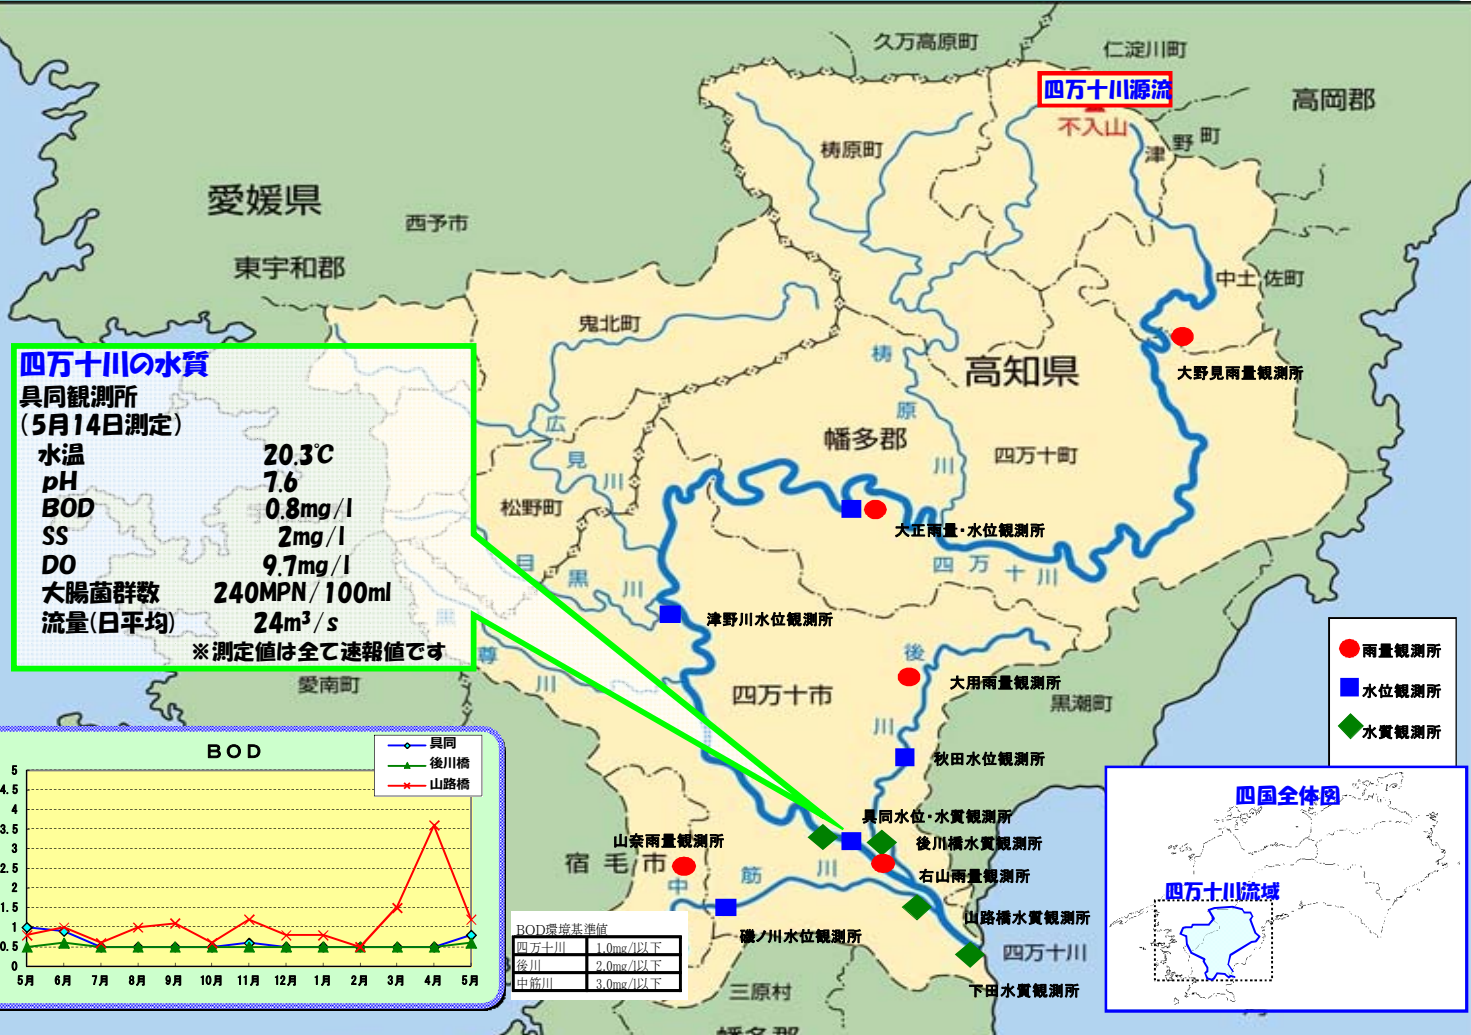 久万高原町
仁淀川町
四万十川源流
不入山
高岡郡
津野町
梼原町
愛媛県
西予市
東宇和郡
中土佐町
鬼北町
大野見雨量観測所
高知県
梼原川
幡多郡
四万十町
広見川
松野町
大正雨量・水位観測所
四万十川
目黒川
津野川水位観測所
黒尊川
愛南町
四万十市
後川
大用雨量観測所
黒潮町
秋田水位観測所
具同水位・水質観測所
後川橋水質観測所
右山雨量観測所
山路橋水質観測所
四万十川
下田水質観測所
山奈雨量観測所
宿毛市
中筋川
磯ノ川水位観測所
三原村
幡多郡
四万十川の水質
具同観測所
(5月14日測定)
水温 20.3℃
pH 7.6
BOD 0.8mg/l
SS 2mg/l
DO 9.7mg/l
大腸菌群数 240MPN/100ml
流量(日平均) 24m³/s
※測定値は全て速報値です
雨量観測所
水位観測所
水質観測所
四国全体図
四万十川流域
BOD
具同
後川橋
山路橋
5
4.5
4
3.5
3
2.5
2
1.5
1
0.5
0
5月 6月 7月 8月 9月 10月 11月 12月 1月 2月 3月 4月 5月
BOD環境基準値
四万十川 1.0mg/l以下
後川 2.0mg/l以下
中筋川 3.0mg/l以下